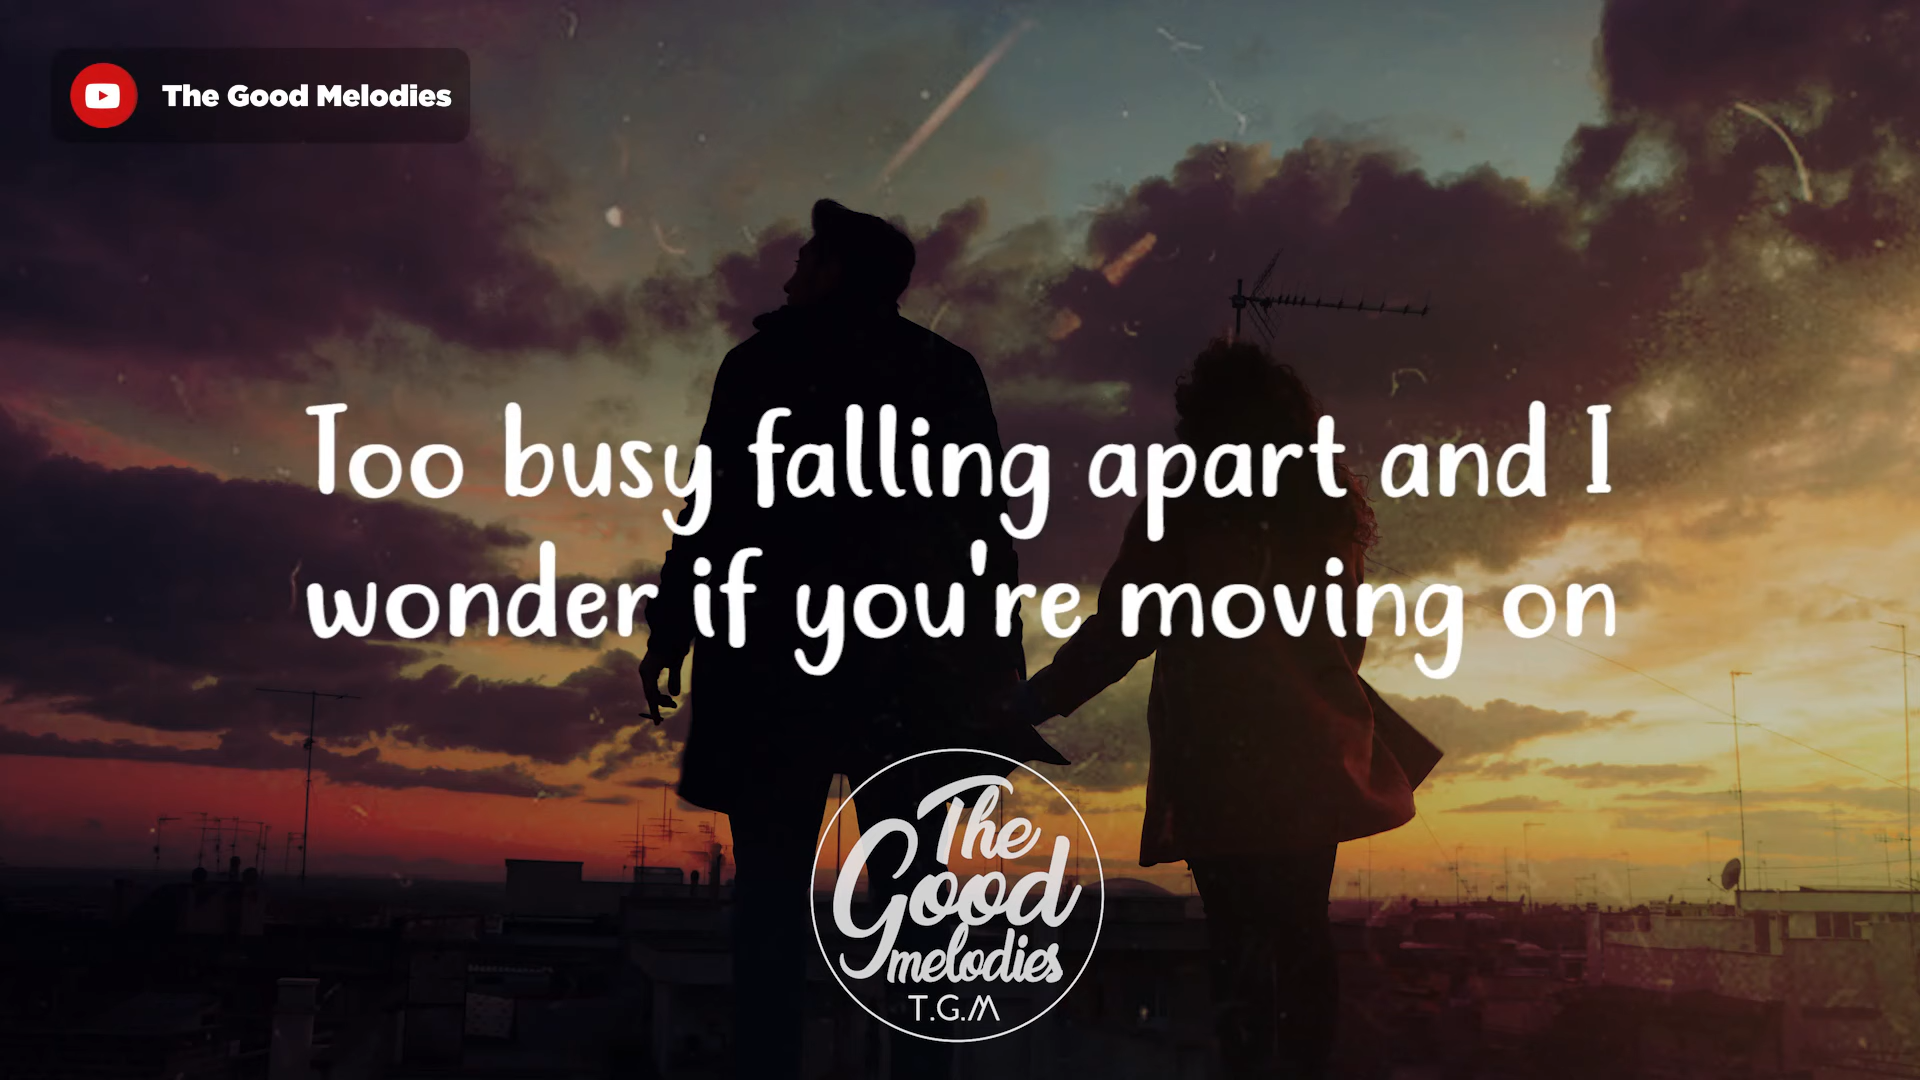 The Good Melodies
Too busy falling apart and I
wonder if you're moving on
The
Good
melodies
T.G.M